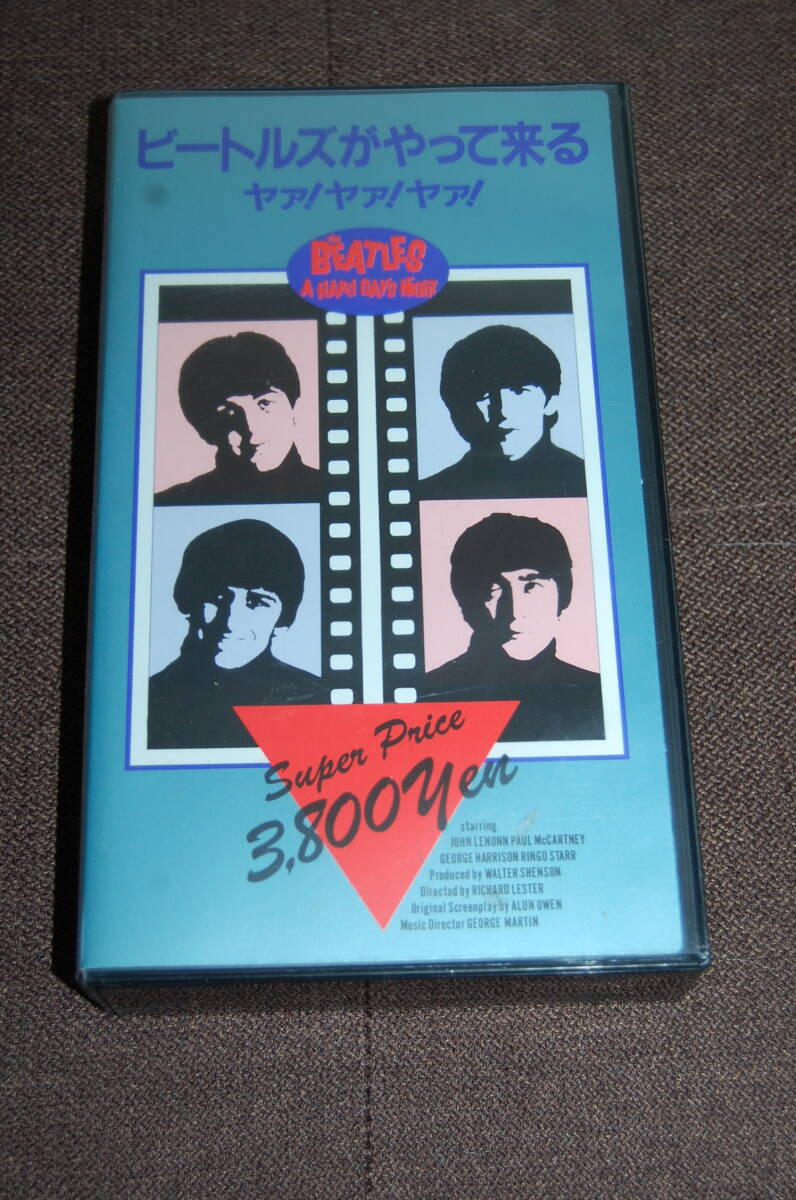 ビートルズがやって来る
ヤァ!ヤァ!ヤァ!
THE
BEATLES
A HARD DAY'S NIGHT
Super Price
3,800Yen
starring
JOHN LENONN PAUL McCARTNEY
GEORGE HARRISON RINGO STARR
Produced by WALTER SHENSON
Directed by RICHARD LESTER
Original Screenplay by ALUN OWEN
Music Director GEORGE MARTIN